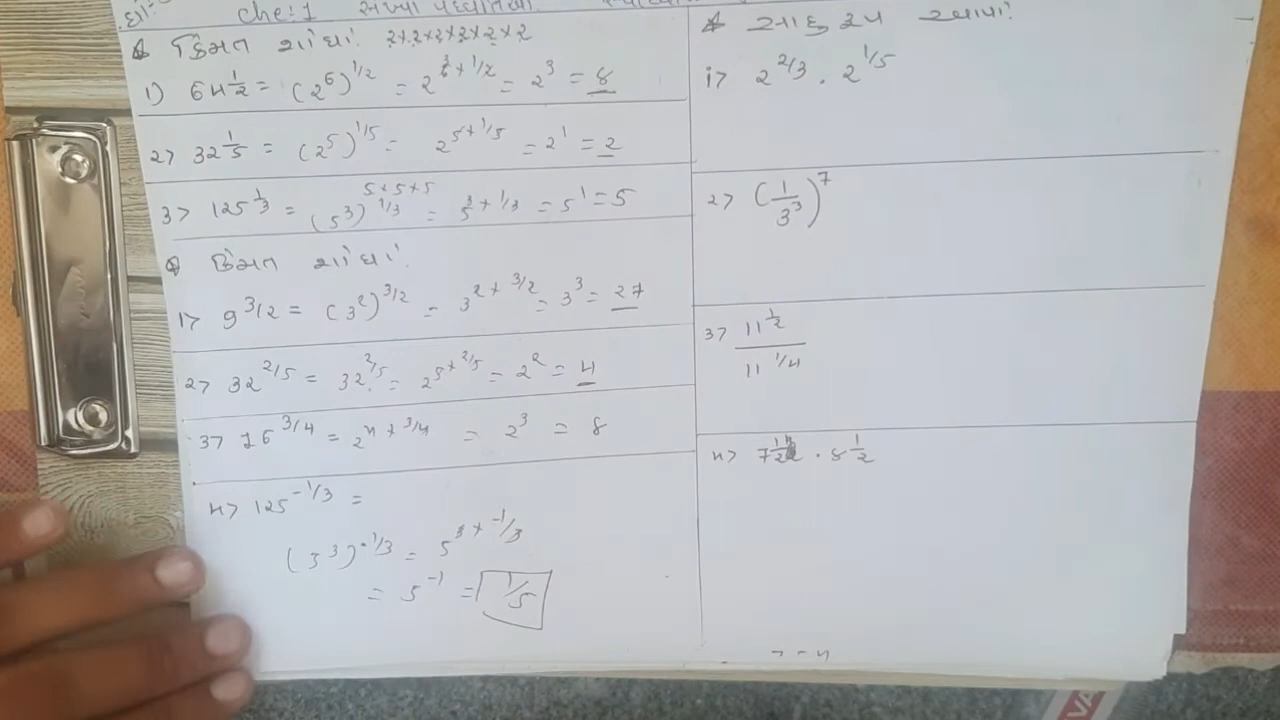 ધો:-
Che:1 સંખ્યા પધ્ધતિઓ.
કિંમત શોધો 2×2×2×2×2×2
1) 64 1/2 = (2^6)^1/2 = 2^6×1/2 = 2^3 = 8
2> 32 1/5 = (2^5)^1/5 = 2^5×1/5 = 2^1 = 2
5×5×5
3> 125 1/3 = (5^3)^1/3 = 5^3×1/3 = 5^1 = 5
કિંમત શોધો.
1> 9^3/2 = (3^2)^3/2 = 3^2×3/2 = 3^3 = 27
2> 32^2/5 = 32^2/5 = 2^5×2/5 = 2^2 = 4
3> 16^3/4 = 2^4×3/4 = 2^3 = 8
4> 125^-1/3 =
(5^3)^-1/3 = 5^3×-1/3
= 5^-1 = 1/5
સાદુ રૂપ આપો:
1> 2^2/3 . 2^1/5
2> (1/3^3)^7
3> 11^1/2 / 11^1/4
4> 7^1/2 . 8^1/2